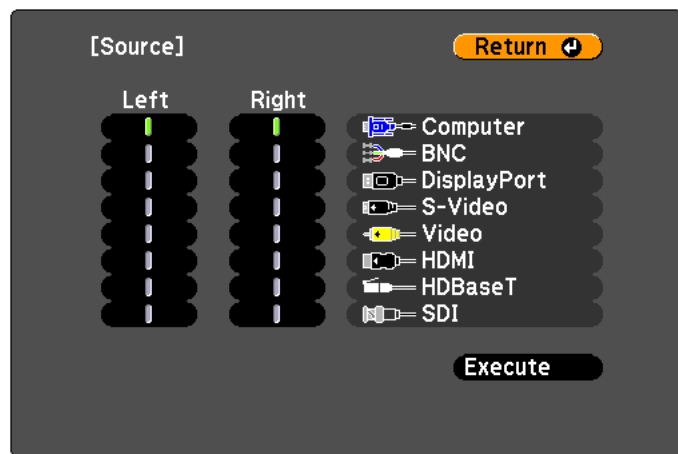 [Source]
Return
Left Right
Computer
BNC
DisplayPort
S-Video
Video
HDMI
HDBaseT
SDI
Execute